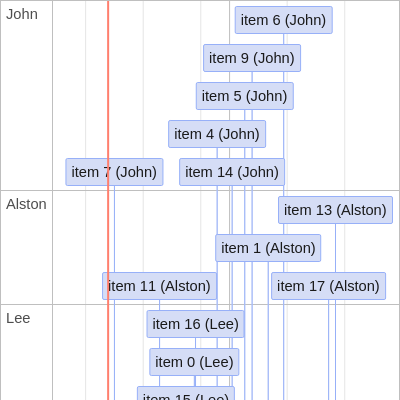 John
item 6 (John)
item 9 (John)
item 5 (John)
item 4 (John)
item 7 (John)
item 14 (John)
Alston
item 13 (Alston)
item 1 (Alston)
item 11 (Alston)
item 17 (Alston)
Lee
item 16 (Lee)
item 0 (Lee)
item 15 (Lee)